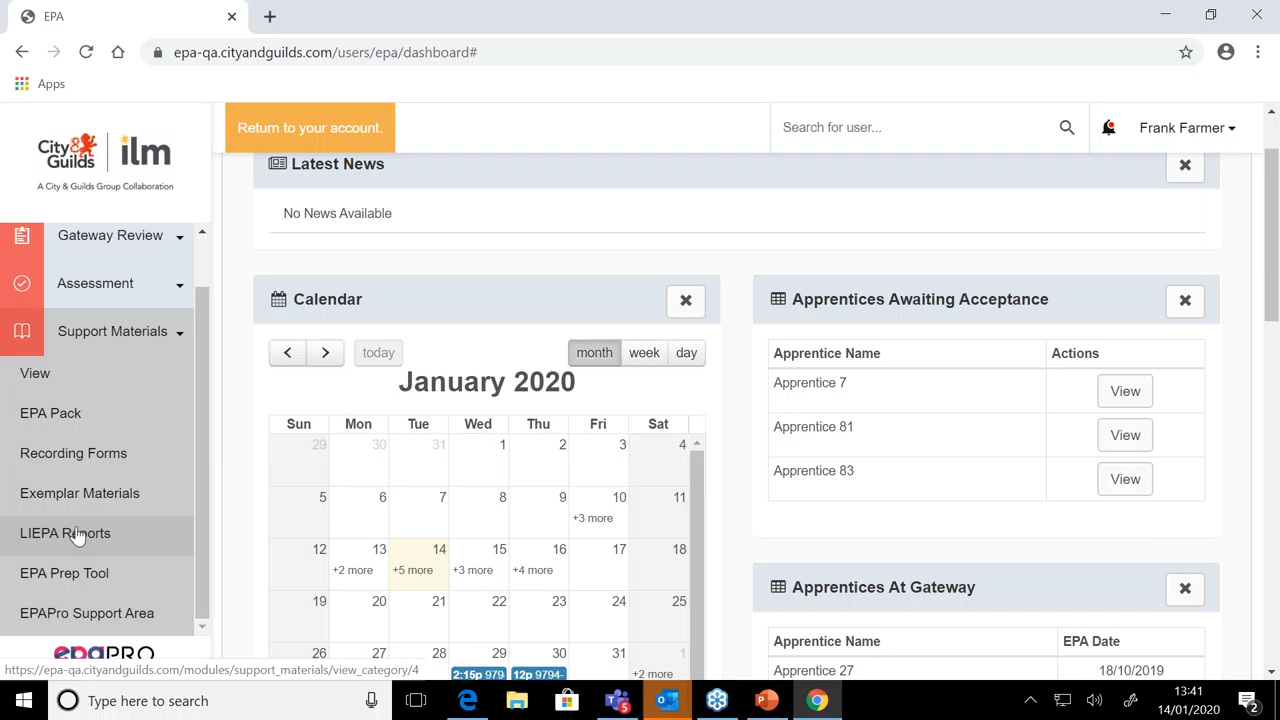 EPA
epa-qa.cityandguilds.com/users/epa/dashboard#
Apps
City & Guilds
ilm
A City & Guilds Group Collaboration
Return to your account.
Search for user...
Frank Farmer
Gateway Review
Assessment
Support Materials
View
EPA Pack
Recording Forms
Exemplar Materials
LIEPA Reports
EPA Prep Tool
EPAPro Support Area
epaPRO
https://epa-qa.cityandguilds.com/modules/support_materials/view_category/4
Latest News
No News Available
Calendar
today
month week day
January 2020
Sun Mon Tue Wed Thu Fri Sat
29 30 31 1 2 3 4
5 6 7 8 9 10 11
+3 more
12 13 14 15 16 17 18
+2 more +5 more +3 more +4 more
19 20 21 22 23 24 25
26 27 28 29 30 31 1
2:15p 979 12p 9794- +2 more
Apprentices Awaiting Acceptance
Apprentice Name Actions
Apprentice 7 View
Apprentice 81 View
Apprentice 83 View
Apprentices At Gateway
Apprentice Name EPA Date
Apprentice 27 18/10/2019
Type here to search
5
13:41
14/01/2020
2